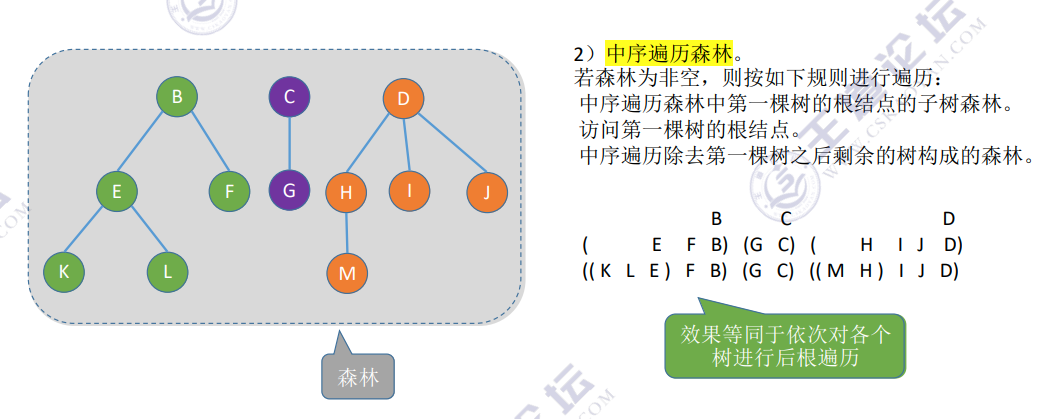 B
C
D
E
F
G
H
I
J
K
L
M
森林
2）中序遍历森林。
若森林为非空，则按如下规则进行遍历：
中序遍历森林中第一棵树的根结点的子树森林。
访问第一棵树的根结点。
中序遍历除去第一棵树之后剩余的树构成的森林。
B C D
( E F B) (G C) ( H I J D)
(( K L E ) F B) (G C) (( M H ) I J D)
效果等同于依次对各个
树进行后根遍历